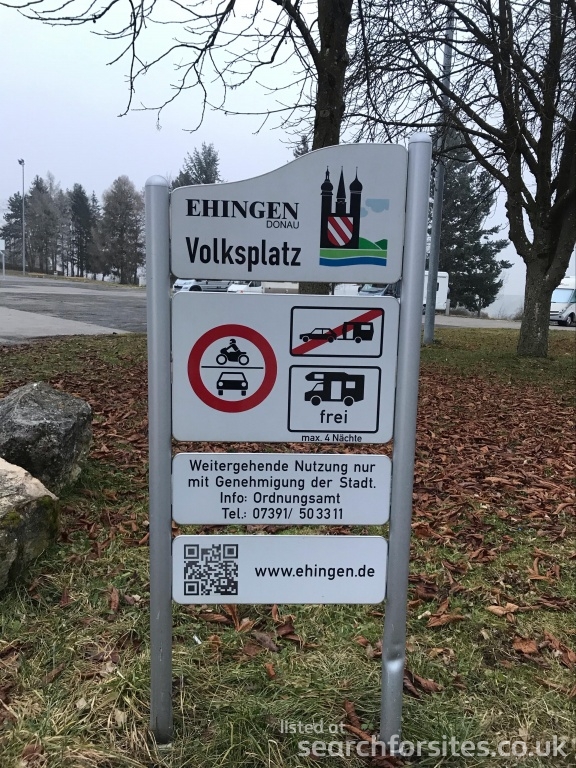 EHINGEN
DONAU
Volksplatz
frei
max. 4 Nächte
Weitergehende Nutzung nur
mit Genehmigung der Stadt.
Info: Ordnungsamt
Tel.: 07391/ 503311
www.ehingen.de
listed at
searchforsites.co.uk